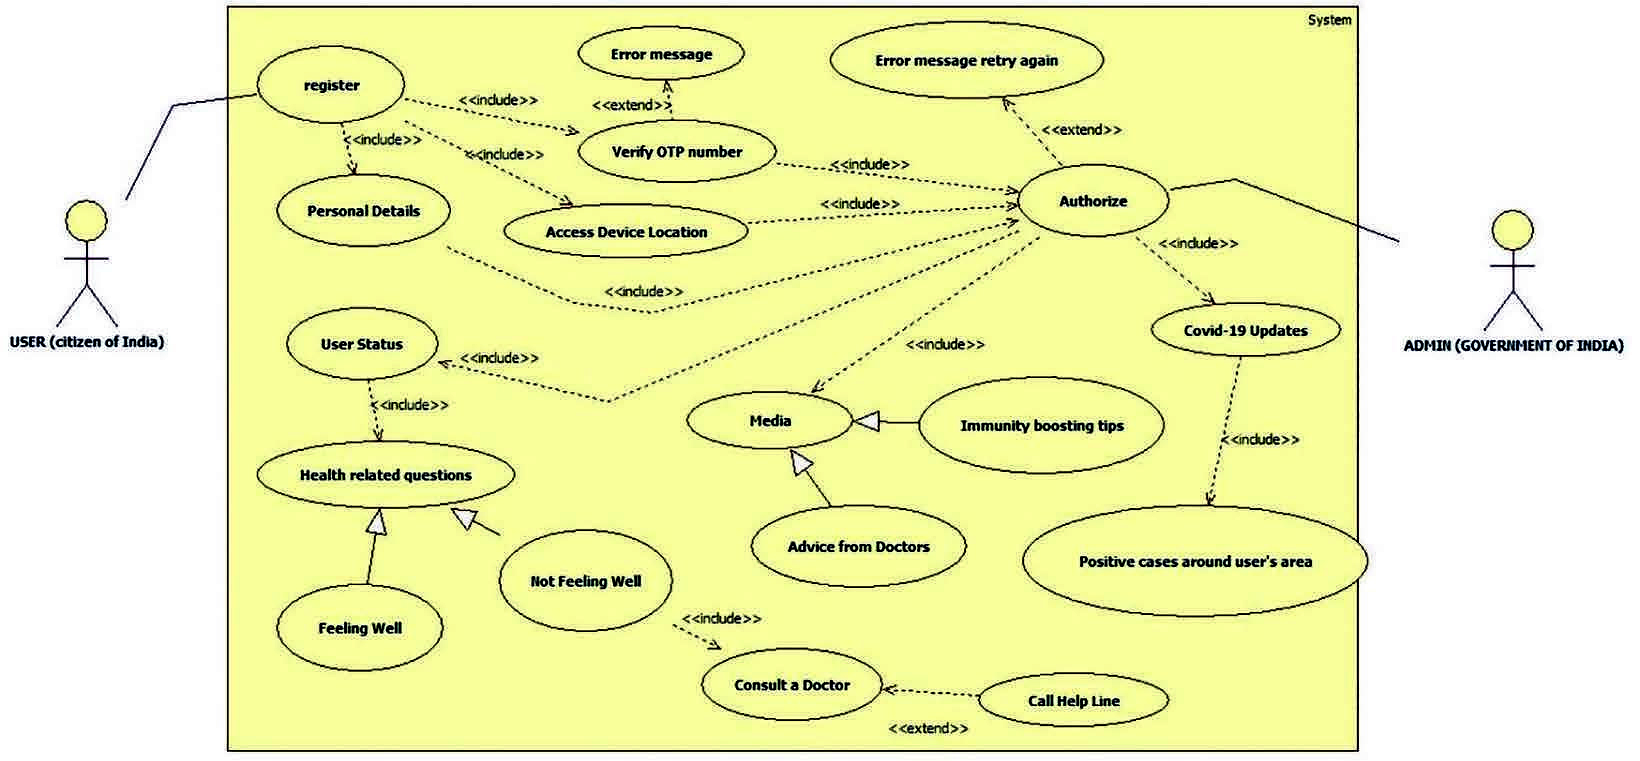 System
Error message
Error message retry again
register
<<include>>
<<extend>>
<<extend>>
<<include>>
<<include>>
Verify OTP number
<<include>>
Authorize
Personal Details
<<include>>
Access Device Location
<<include>>
<<include>>
USER (citizen of India)
User Status
Covid-19 Updates
ADMIN (GOVERNMENT OF INDIA)
<<include>>
<<include>>
<<include>>
Media
Immunity boosting tips
<<include>>
Health related questions
Advice from Doctors
Positive cases around user's area
Not Feeling Well
Feeling Well
<<include>>
Consult a Doctor
Call Help Line
<<extend>>